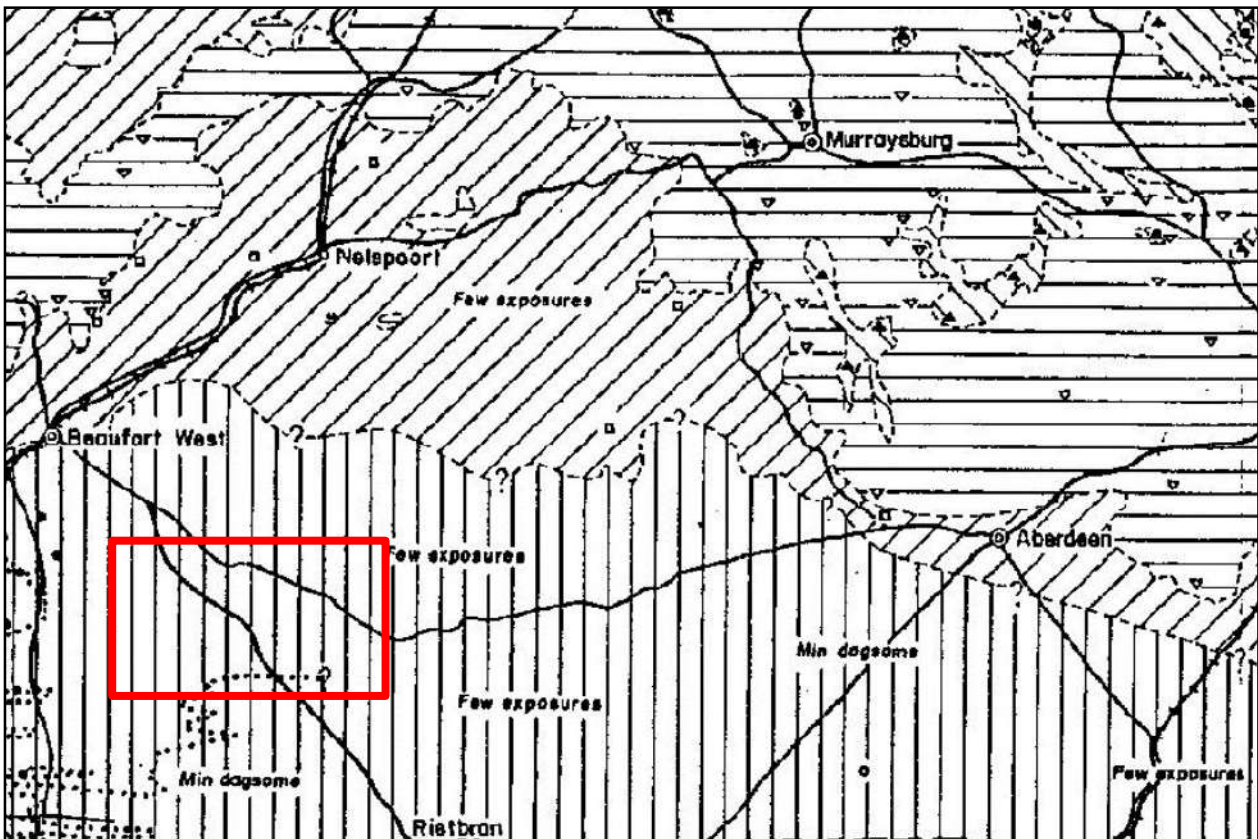 Murraysburg
Nelspoort
Few exposures
?
Beaufort West
?
?
?
Few exposures
Aberdeen
?
Min dagsome
?
?
Few exposures
Min dagsome
Few exposures
Rietbron